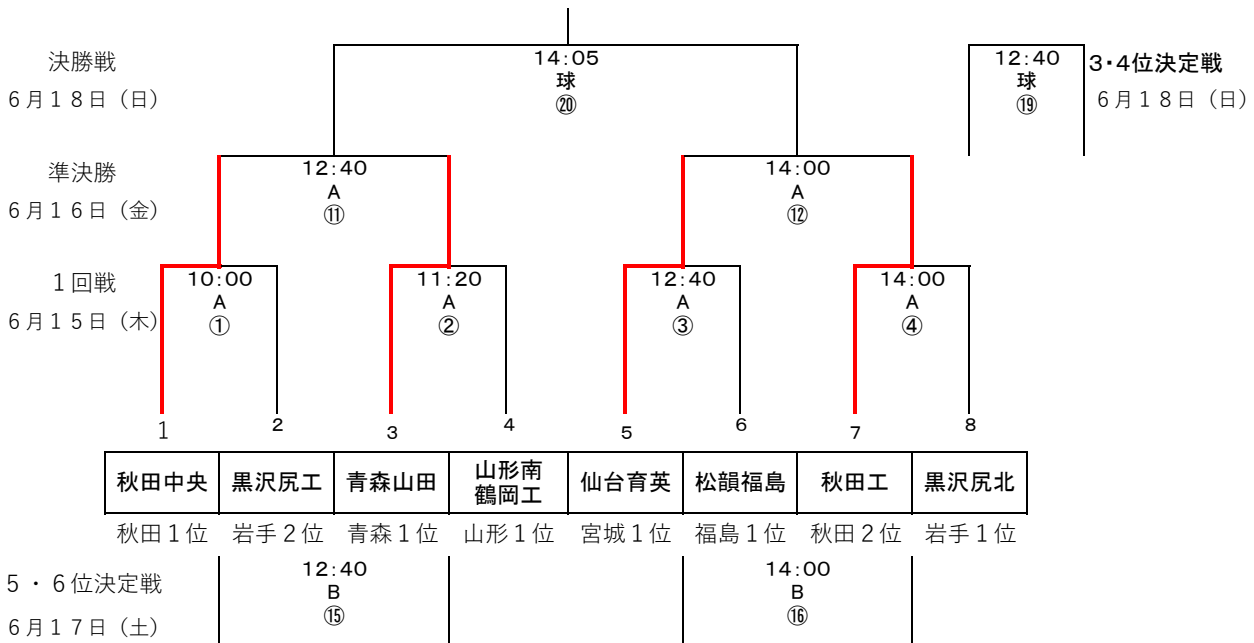 決勝戦
6月18日（日）
14:05
球
⑳
12:40
球
⑲
3・4位決定戦
6月18日（日）
準決勝
6月16日（金）
12:40
A
⑪
14:00
A
⑫
1回戦
6月15日（木）
10:00
A
①
11:20
A
②
12:40
A
③
14:00
A
④
1 2 3 4 5 6 7 8
秋田中央 黒沢尻工 青森山田 山形南 鶴岡工 仙台育英 松韻福島 秋田工 黒沢尻北
秋田1位 岩手2位 青森1位 山形1位 宮城1位 福島1位 秋田2位 岩手1位
5・6位決定戦
6月17日（土）
12:40
B
⑮
14:00
B
⑯